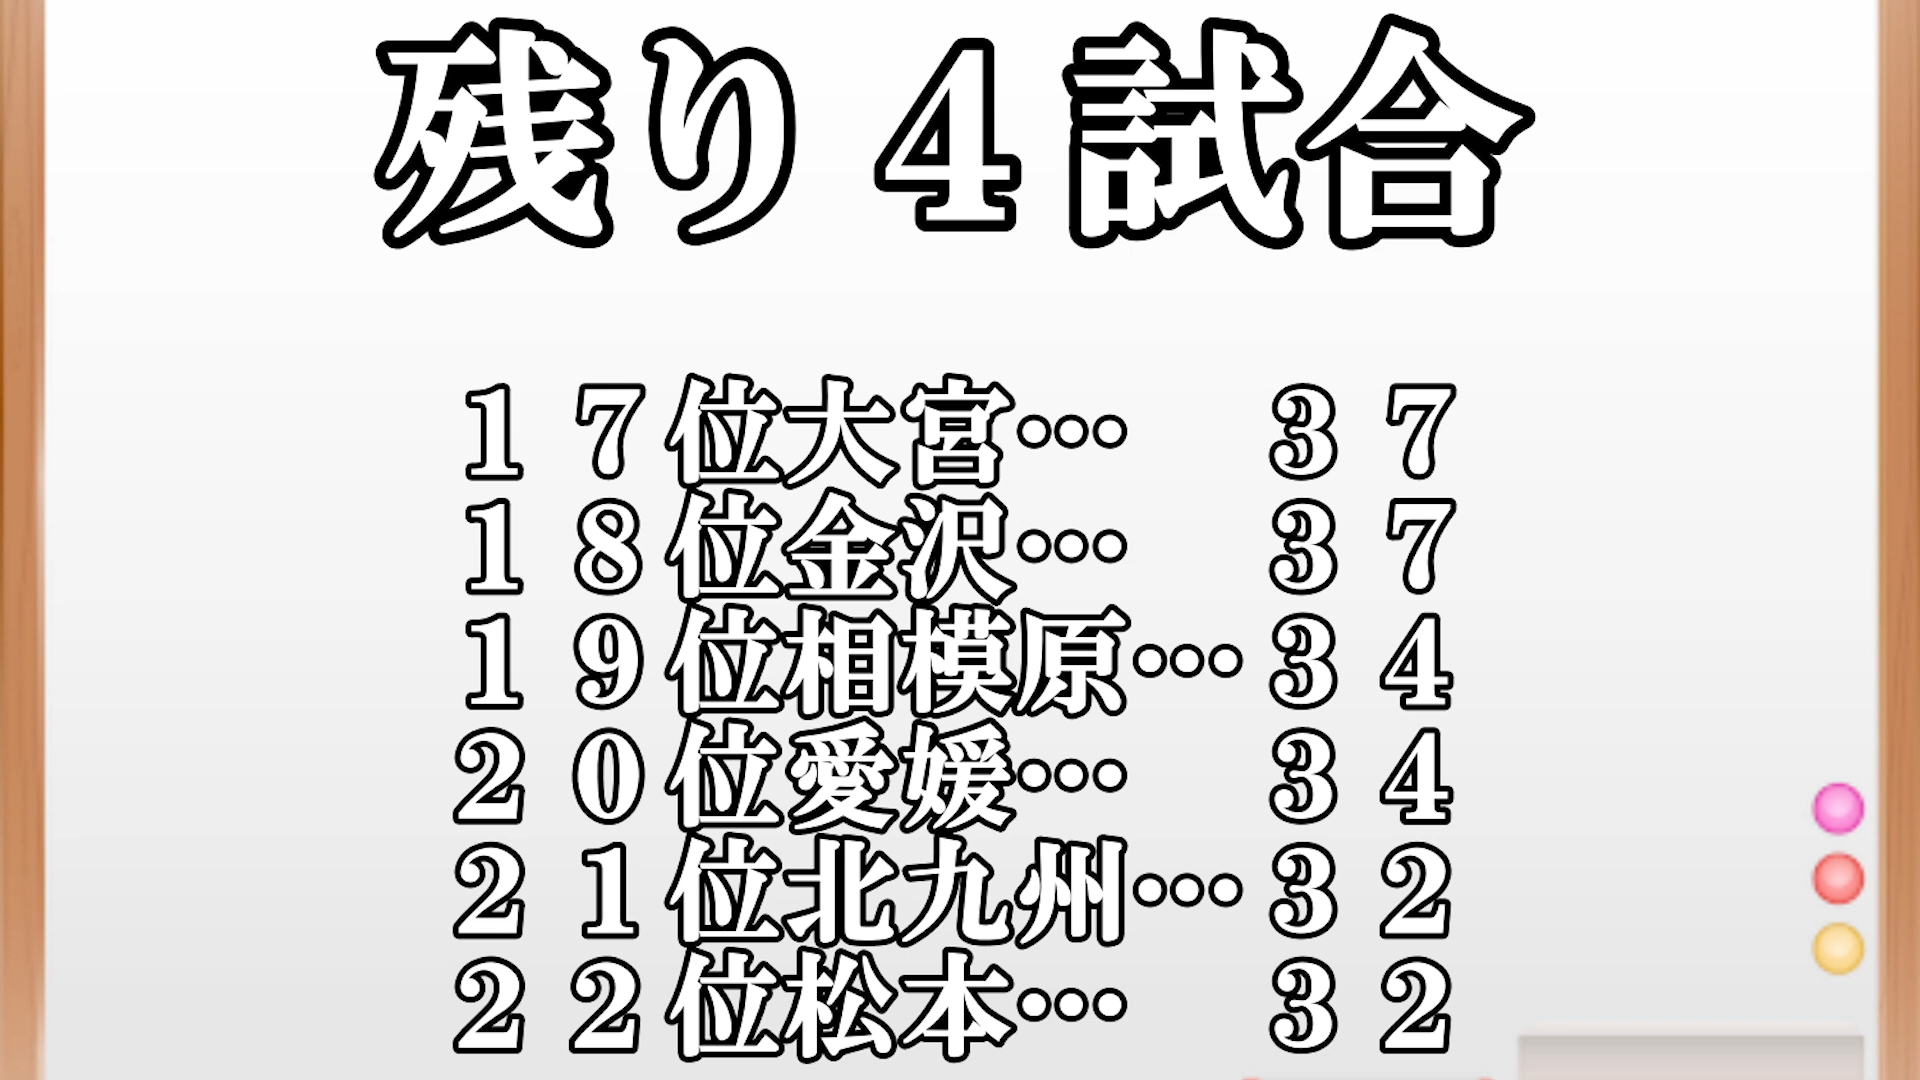 残り４試合
１７位大宮…　３７
１８位金沢…　３７
１９位相模原…３４
２０位愛媛…　３４
２１位北九州…３２
２２位松本…　３２